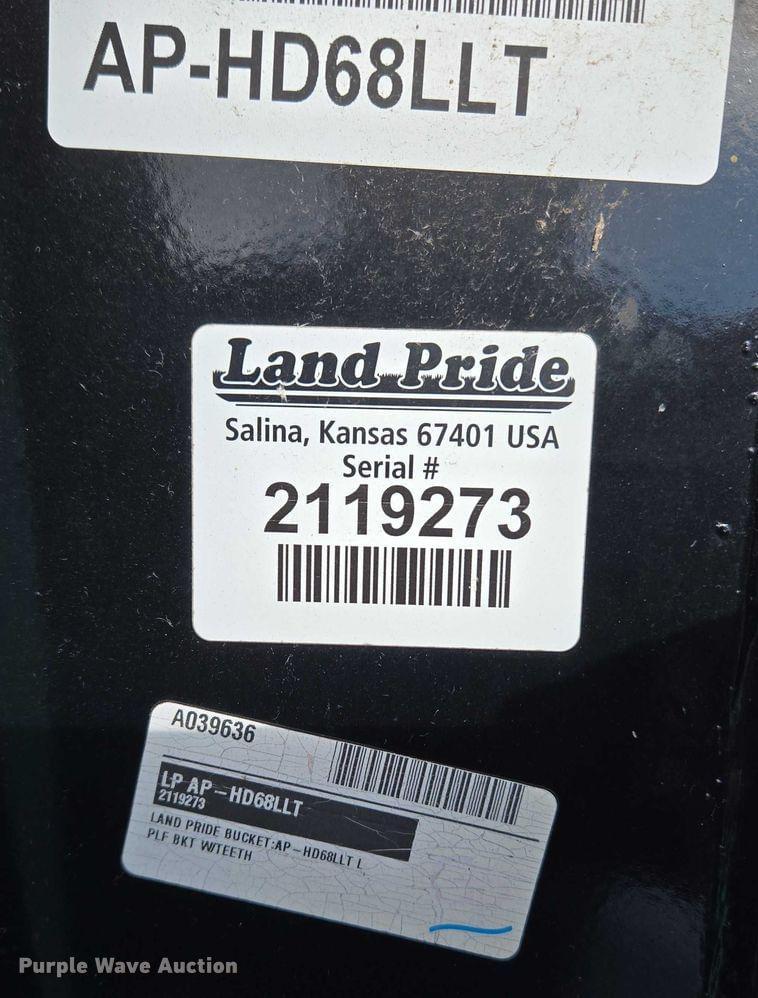 AP-HD68LLT
Land Pride
Salina, Kansas 67401 USA
Serial #
2119273
A039636
LP AP-HD68LLT
2119273
LAND PRIDE BUCKET:AP-HD68LLT L
PLF BKT W/TEETH
Purple Wave Auction